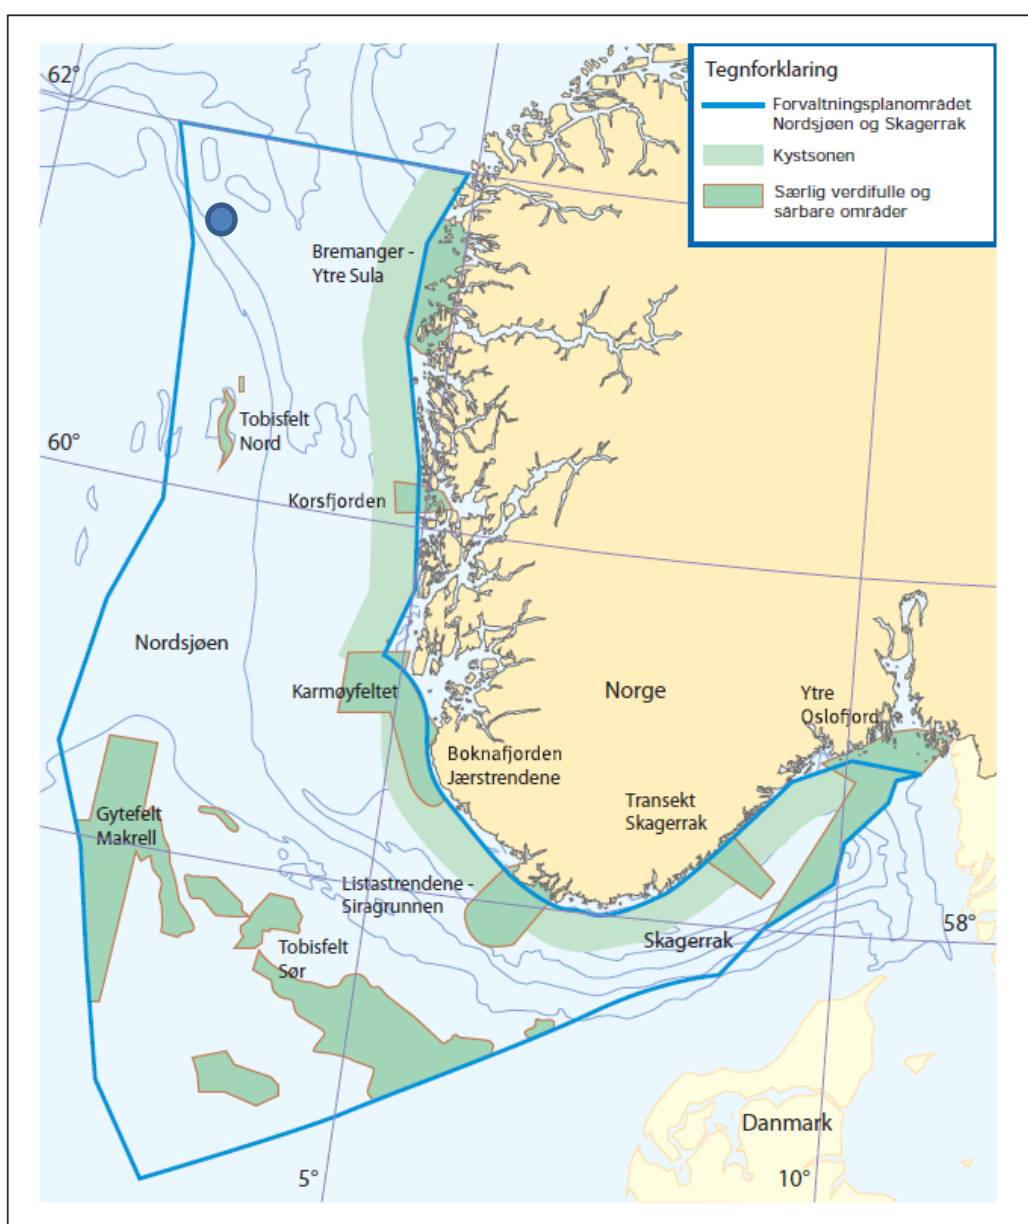 62°
Tegnforklaring
Forvaltningsplanområdet
Nordsjøen og Skagerrak
Kystsonen
Særlig verdifulle og
sårbare områder
Bremanger -
Ytre Sula
Tobisfelt
Nord
60°
Korsfjorden
Nordsjøen
Karmøyfeltet
Norge
Ytre
Oslofjord
Boknafjorden
Jærstrendene
Transekt
Skagerrak
Gytefelt
Makrell
Listastrendene -
Siragrunnen
Skagerrak
58°
Tobisfelt
Sør
Danmark
5°
10°